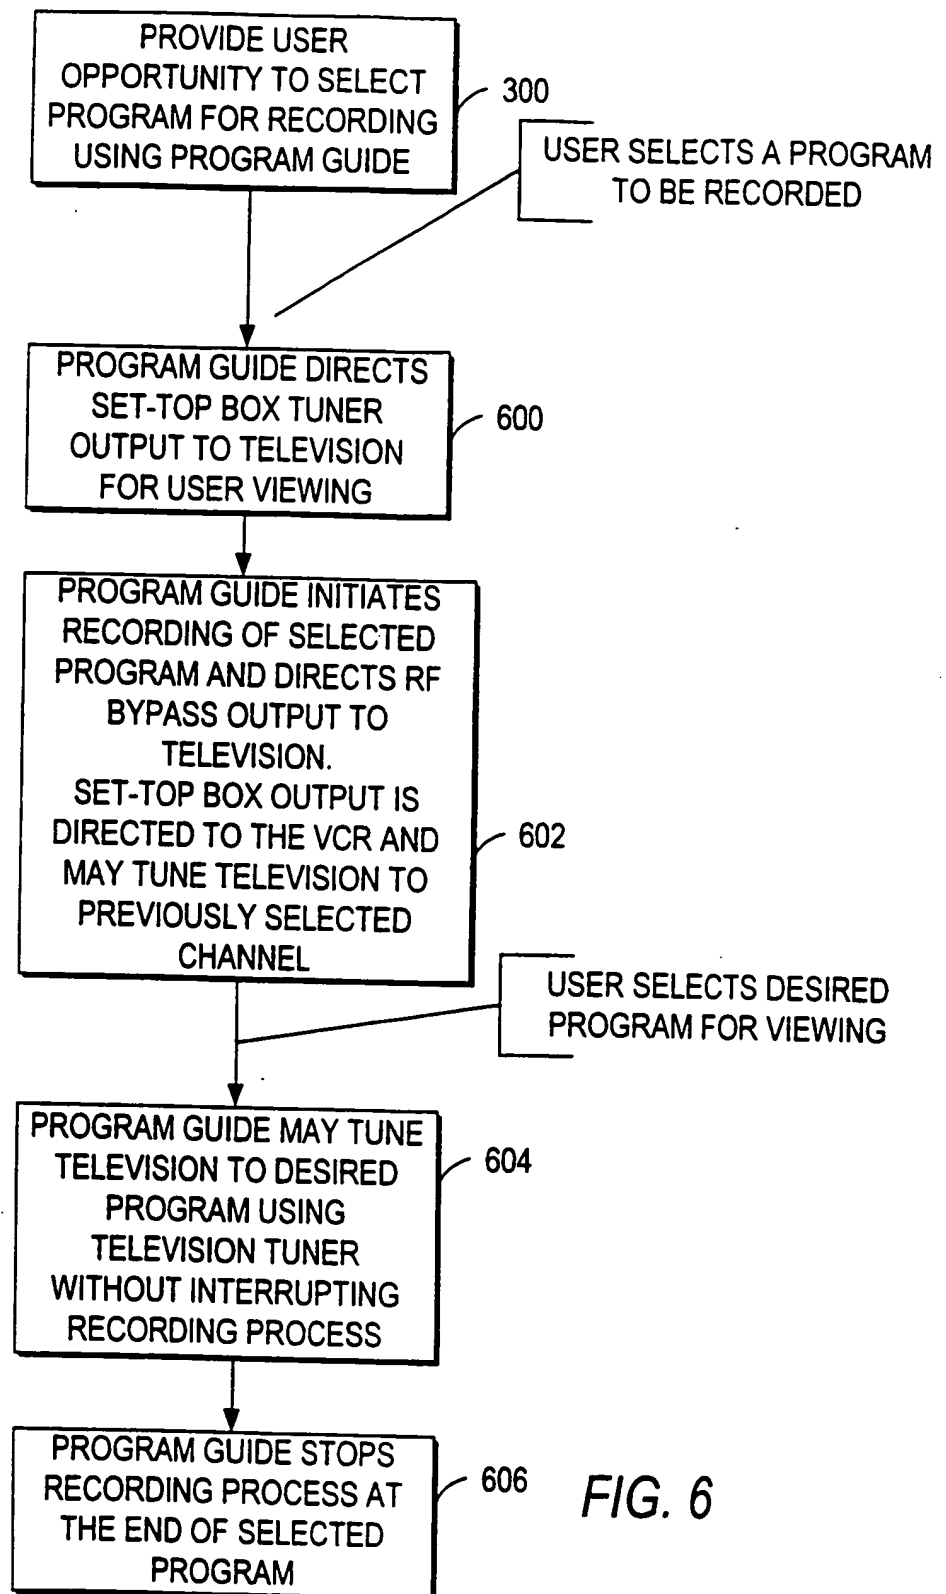 PROVIDE USER
OPPORTUNITY TO SELECT
PROGRAM FOR RECORDING
USING PROGRAM GUIDE
300
USER SELECTS A PROGRAM
TO BE RECORDED
PROGRAM GUIDE DIRECTS
SET-TOP BOX TUNER
OUTPUT TO TELEVISION
FOR USER VIEWING
600
PROGRAM GUIDE INITIATES
RECORDING OF SELECTED
PROGRAM AND DIRECTS RF
BYPASS OUTPUT TO
TELEVISION.
SET-TOP BOX OUTPUT IS
DIRECTED TO THE VCR AND
MAY TUNE TELEVISION TO
PREVIOUSLY SELECTED
CHANNEL
602
USER SELECTS DESIRED
PROGRAM FOR VIEWING
PROGRAM GUIDE MAY TUNE
TELEVISION TO DESIRED
PROGRAM USING
TELEVISION TUNER
WITHOUT INTERRUPTING
RECORDING PROCESS
604
PROGRAM GUIDE STOPS
RECORDING PROCESS AT
THE END OF SELECTED
PROGRAM
606
FIG. 6